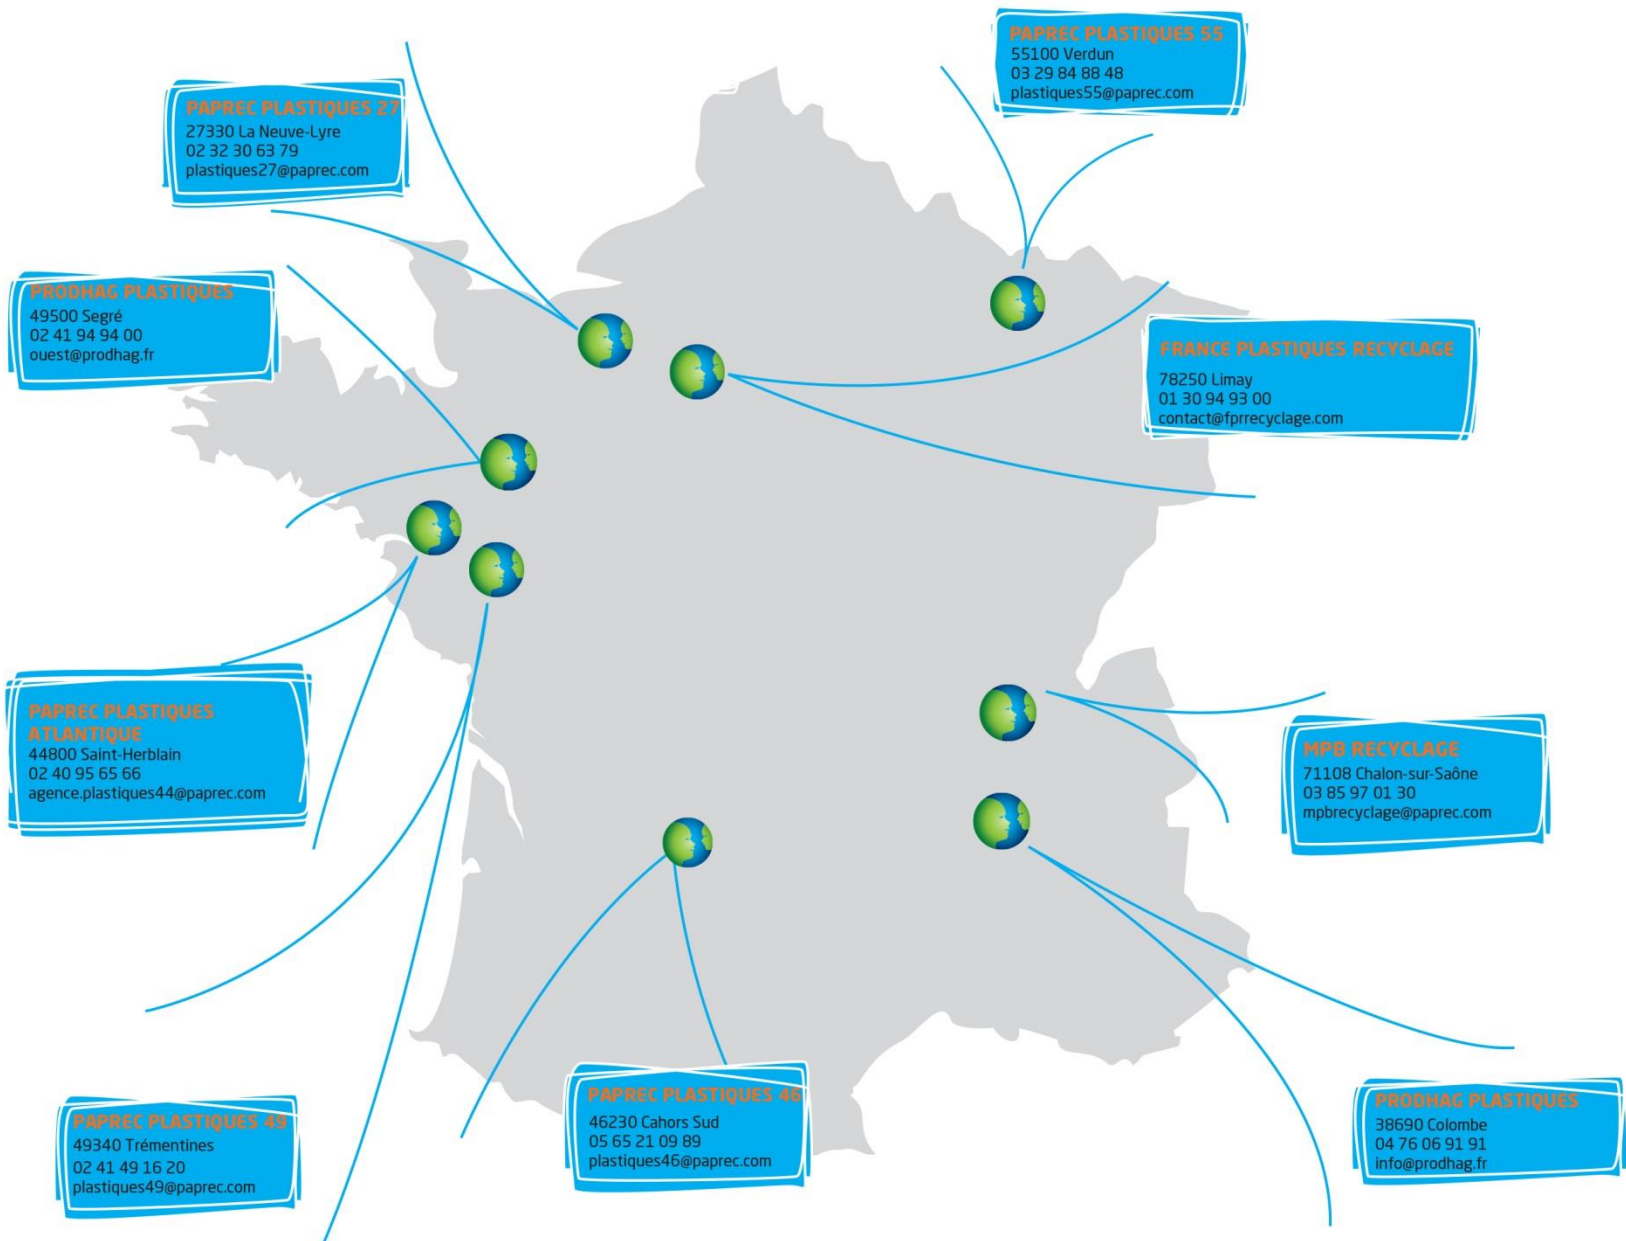 PAPREC PLASTIQUES 55
55100 Verdun
03 29 84 88 48
plastiques55@paprec.com
PAPREC PLASTIQUES 27
27330 La Neuve-Lyre
02 32 30 63 79
plastiques27@paprec.com
PRODHAG PLASTIQUES
49500 Segré
02 41 94 94 00
ouest@prodhag.fr
FRANCE PLASTIQUES RECYCLAGE
78250 Limay
01 30 94 93 00
contact@fprrecyclage.com
PAPREC PLASTIQUES
ATLANTIQUE
44800 Saint-Herblain
02 40 95 65 66
agence.plastiques44@paprec.com
MPB RECYCLAGE
71108 Chalon-sur-Saône
03 85 97 01 30
mpbrecyclage@paprec.com
PAPREC PLASTIQUES 49
49340 Trémentines
02 41 49 16 20
plastiques49@paprec.com
PAPREC PLASTIQUES 46
46230 Cahors Sud
05 65 21 09 89
plastiques46@paprec.com
PRODHAG PLASTIQUES
38690 Colombe
04 76 06 91 91
info@prodhag.fr